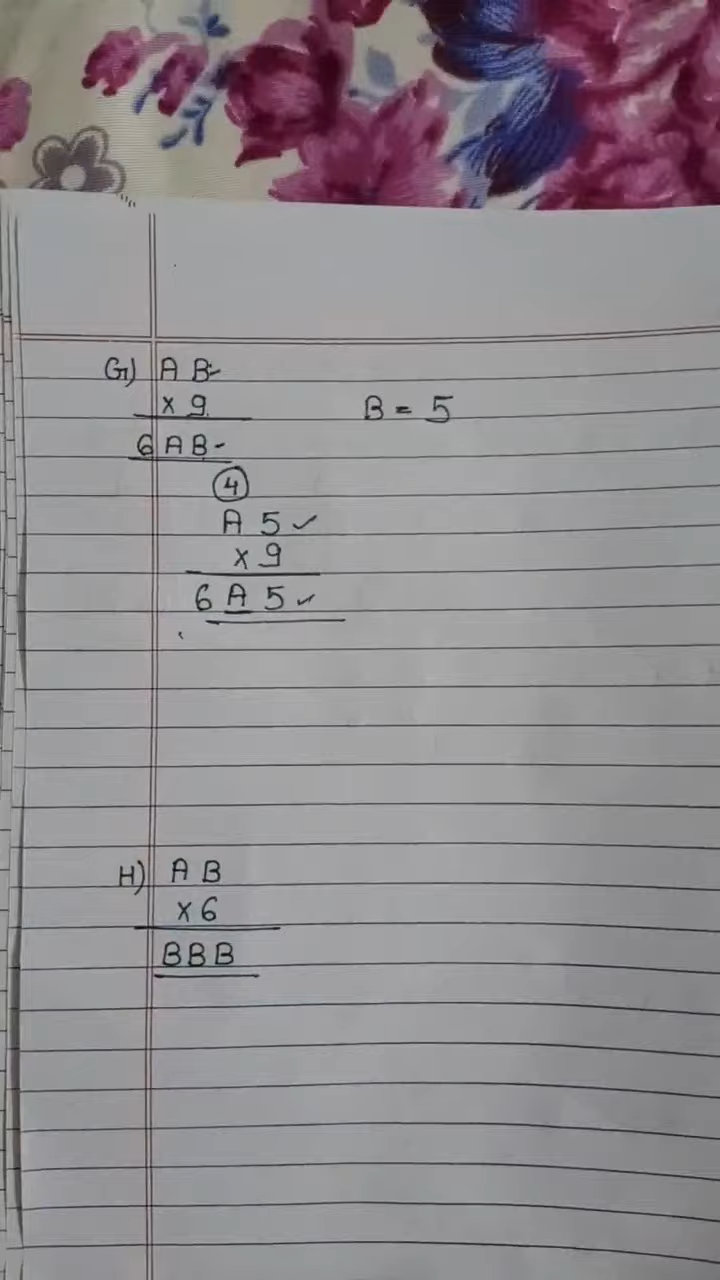 G) A B
x 9
B = 5
6 A B
4
A 5 ✓
x 9
6 A 5 ✓
H) A B
x 6
B B B